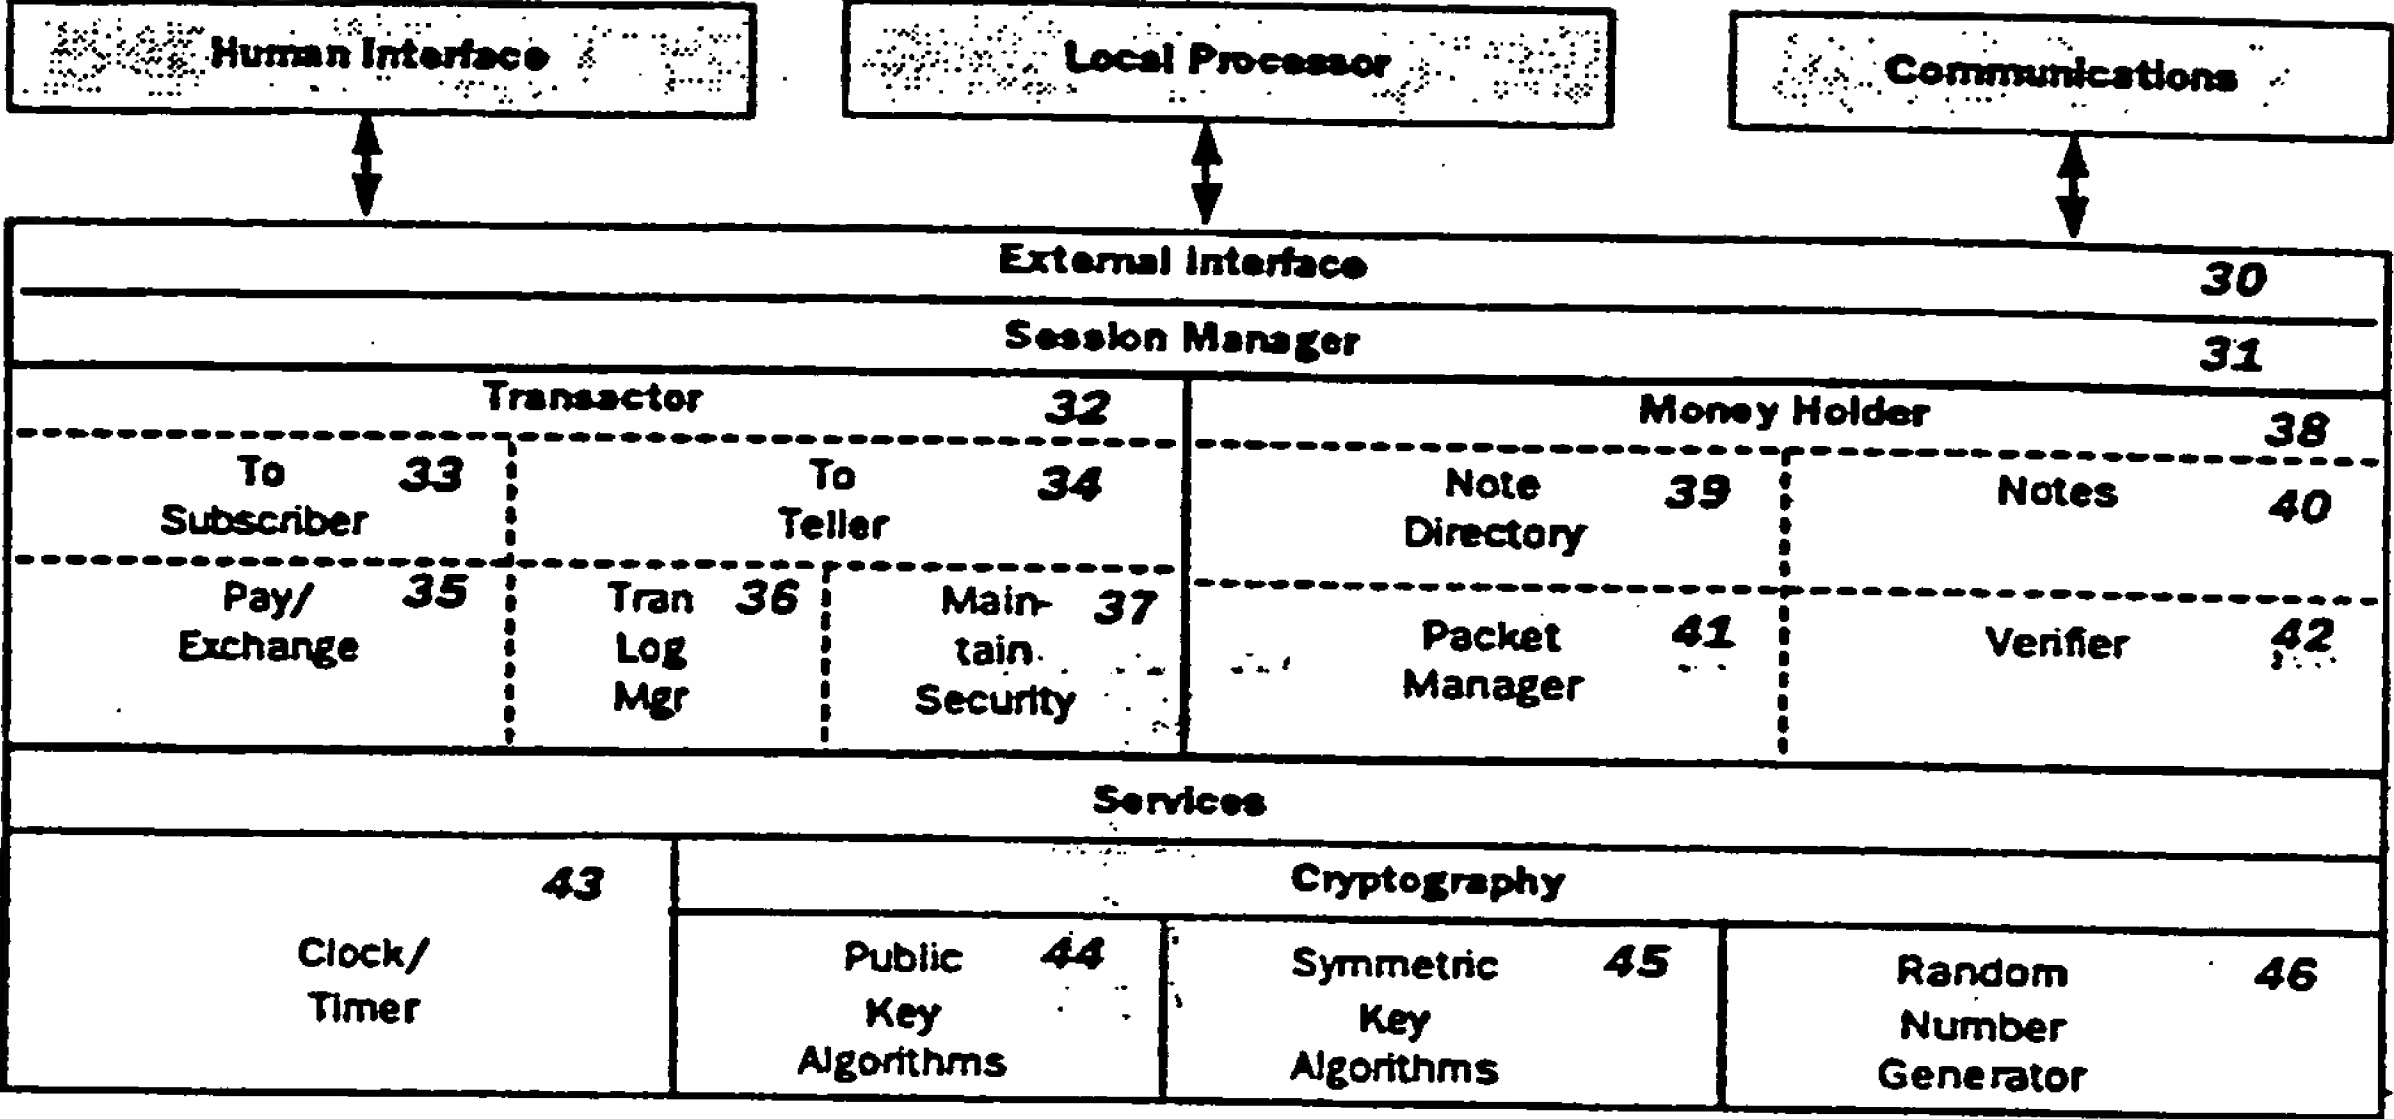 Human Interface
Local Processor
Communications
External Interface 30
Session Manager 31
Transactor 32
Money Holder 38
To 33
Subscriber
To 34
Teller
Note 39
Directory
Notes 40
Pay/ 35
Exchange
Tran 36
Log
Mgr
Main- 37
tain
Security
Packet 41
Manager
Verifier 42
Services
43
Clock/
Timer
Cryptography
Public 44
Key
Algorithms
Symmetric 45
Key
Algorithms
Random 46
Number
Generator